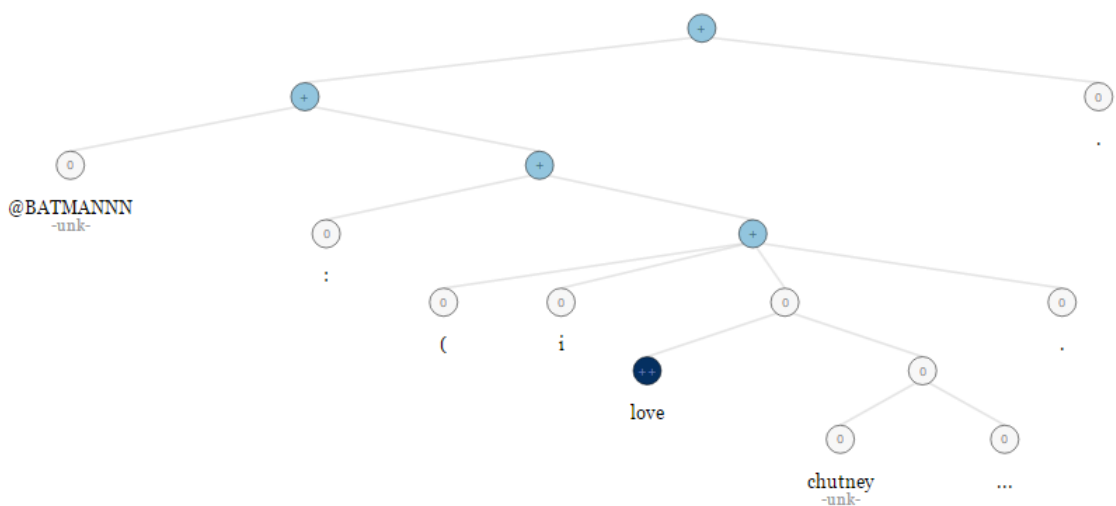 +
+ 0
0 +
.
@BATMANNN
-unk-
0 +
:
0 0 0 0
( i .
++ 0
love
0 0
chutney ...
-unk-